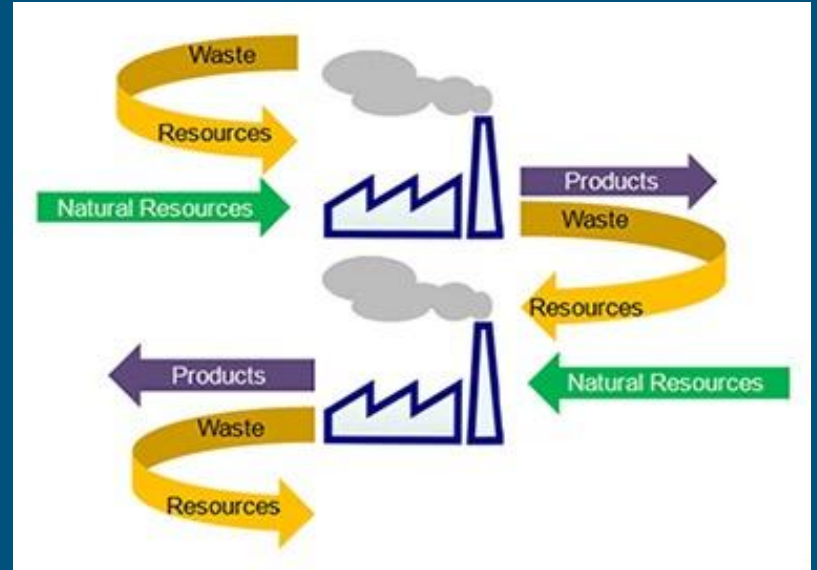 Waste
Resources
Natural Resources
Products
Waste
Resources
Products
Natural Resources
Waste
Resources